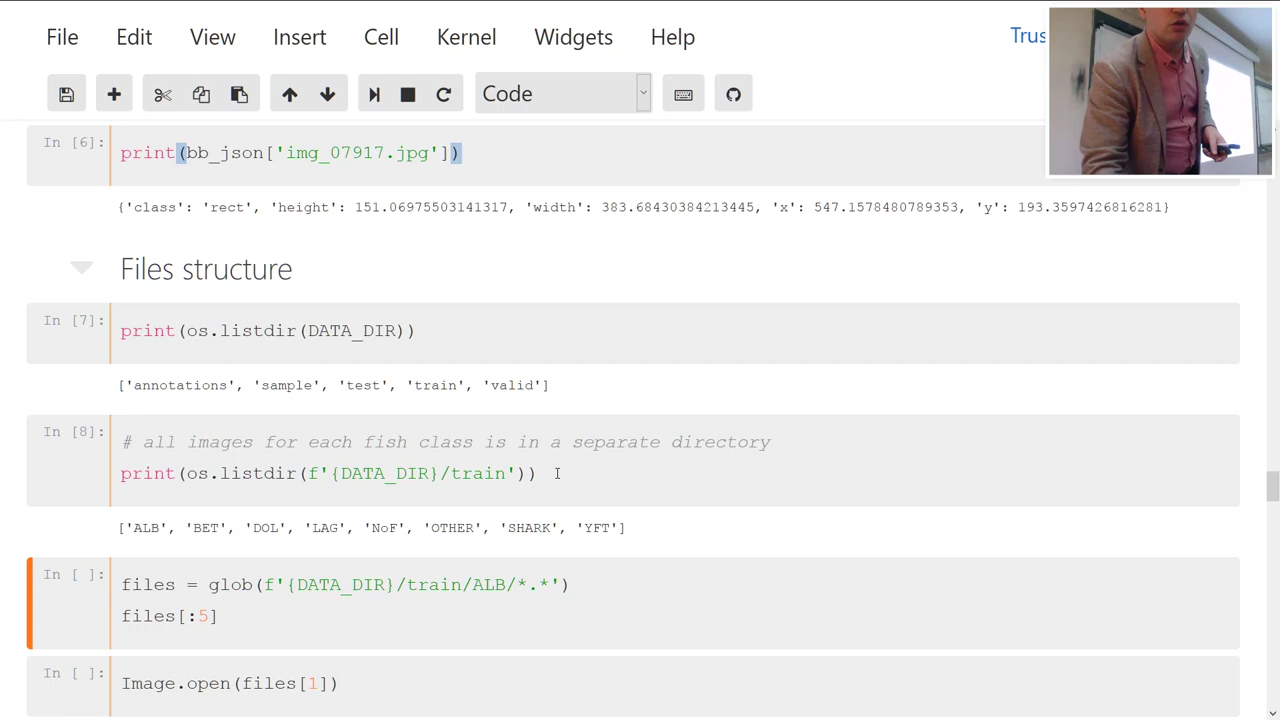 File Edit View Insert Cell Kernel Widgets Help Trus
Code
In [6]: print(bb_json['img_07917.jpg'])
{'class': 'rect', 'height': 151.06975503141317, 'width': 383.68430384213445, 'x': 547.1578480789353, 'y': 193.3597426816281}
Files structure
In [7]: print(os.listdir(DATA_DIR))
['annotations', 'sample', 'test', 'train', 'valid']
In [8]: # all images for each fish class is in a separate directory
print(os.listdir(f'{DATA_DIR}/train'))
['ALB', 'BET', 'DOL', 'LAG', 'NoF', 'OTHER', 'SHARK', 'YFT']
In [ ]: files = glob(f'{DATA_DIR}/train/ALB/*.*')
files[:5]
In [ ]: Image.open(files[1])